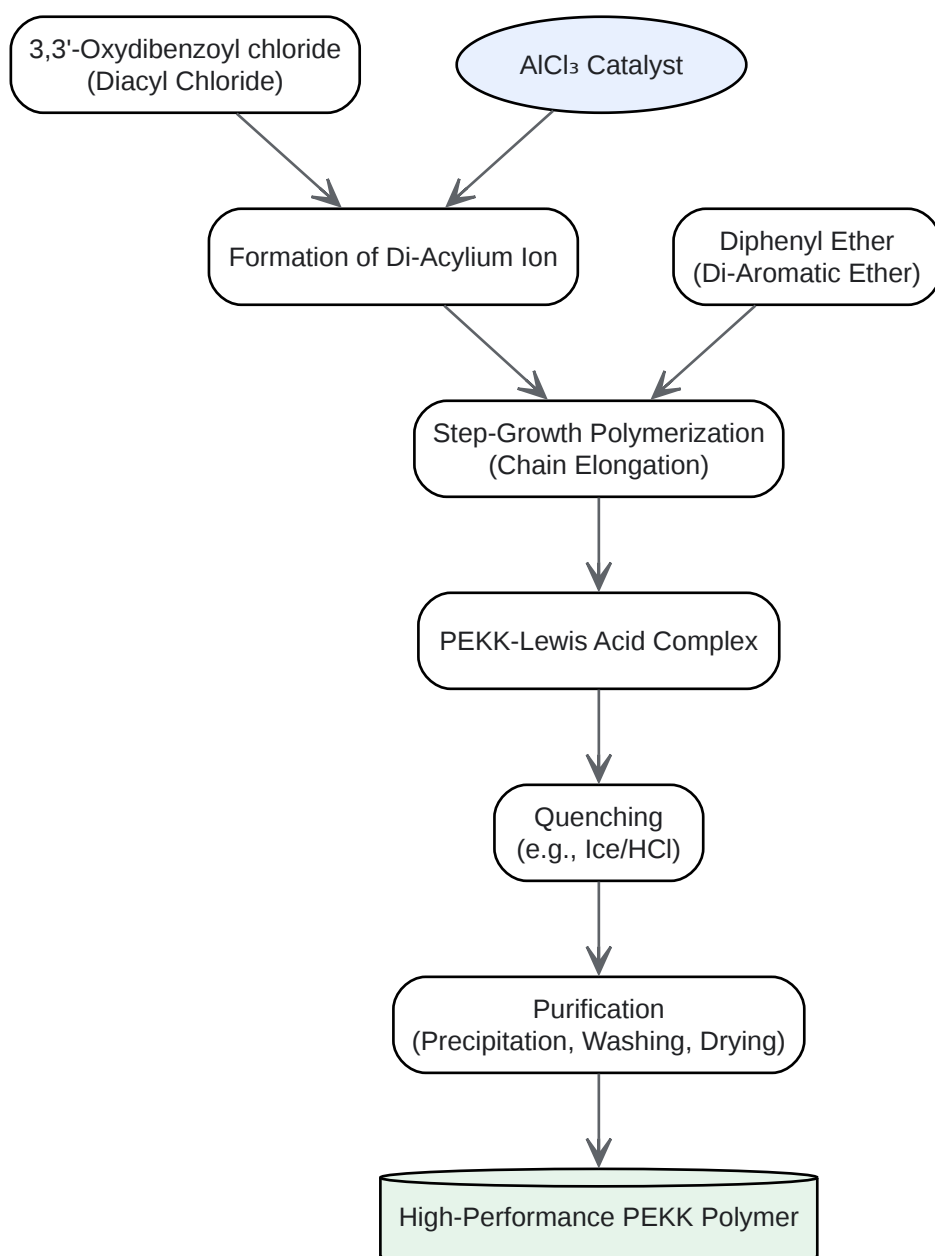 3,3'-Oxydibenzoyl chloride
(Diacyl Chloride)
AlCl₃ Catalyst
Formation of Di-Acylium Ion
Diphenyl Ether
(Di-Aromatic Ether)
Step-Growth Polymerization
(Chain Elongation)
PEKK-Lewis Acid Complex
Quenching
(e.g., Ice/HCl)
Purification
(Precipitation, Washing, Drying)
High-Performance PEKK Polymer